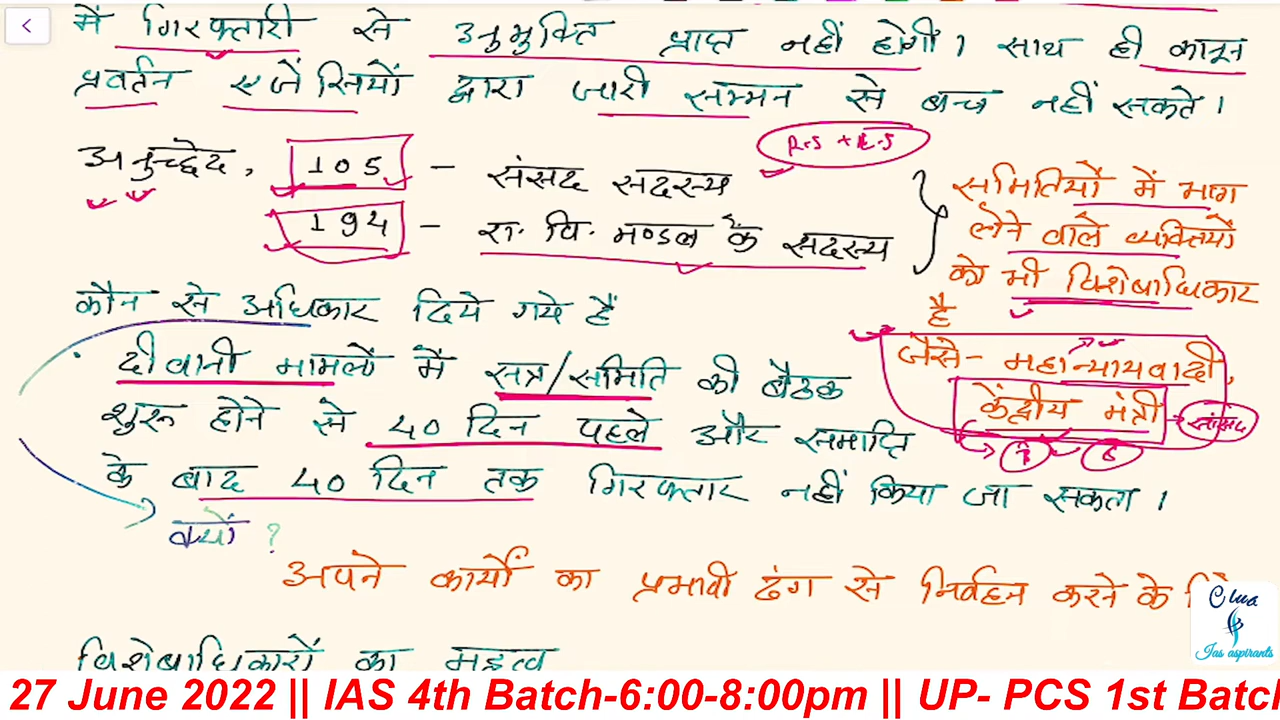 में गिरफ्तारी से उन्मुक्ति प्राप्त नहीं होगी। साथ ही कानून
प्रवर्तन एजेंसियों द्वारा जारी सम्मन से बच नहीं सकते।
अनुच्छेद, 105 - संसद सदस्य
R.S + L.S
194 - रा. वि. मण्डल के सदस्य
समितियों में भाग
लेने वाले व्यक्तियों
को भी विशेषाधिकार
है
जैसे- महान्यायवादी,
केंद्रीय मंत्री
कौन से अधिकार दिये गये हैं
दीवानी मामलों में सत्र/समिति की बैठक
शुरू होने से 40 दिन पहले और समाप्ति
के बाद 40 दिन तक गिरफ्तार नहीं किया जा सकता।
क्यों ?
अपने कार्यों का प्रभावी ढंग से निर्वहन करने के
विशेषाधिकारों का महत्व
Clwa
Ias aspirants
27 June 2022 || IAS 4th Batch-6:00-8:00pm || UP- PCS 1st Batch